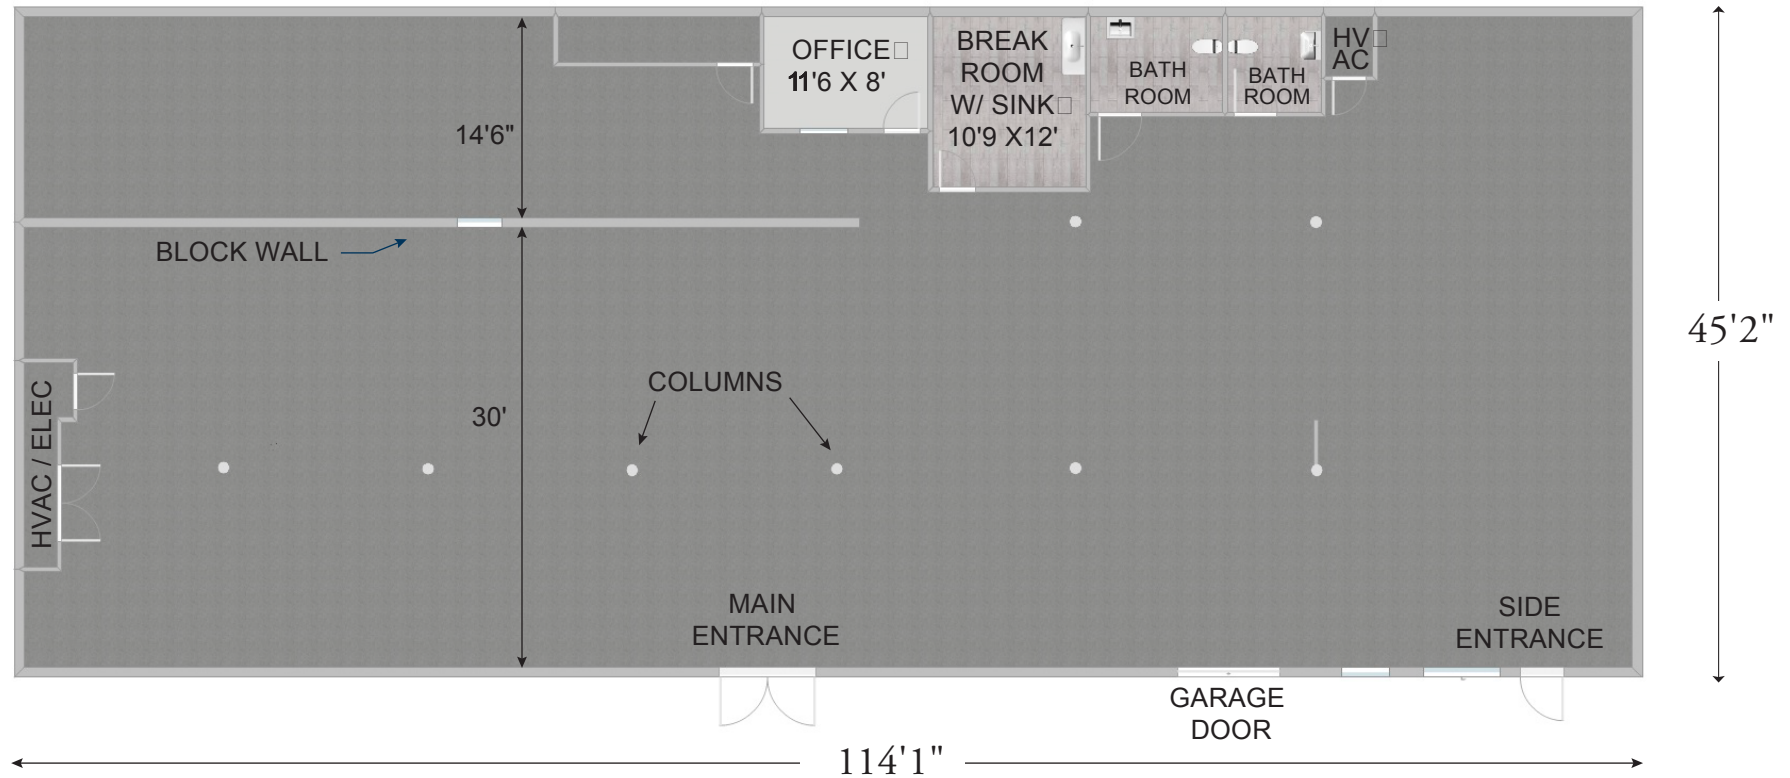 OFFICE
11'6 X 8'
BREAK
ROOM
W/ SINK
10'9 X12'
BATH
ROOM
BATH
ROOM
HV
AC
14'6"
BLOCK WALL
45'2"
COLUMNS
30'
HVAC / ELEC
MAIN
ENTRANCE
SIDE
ENTRANCE
GARAGE
DOOR
114'1"